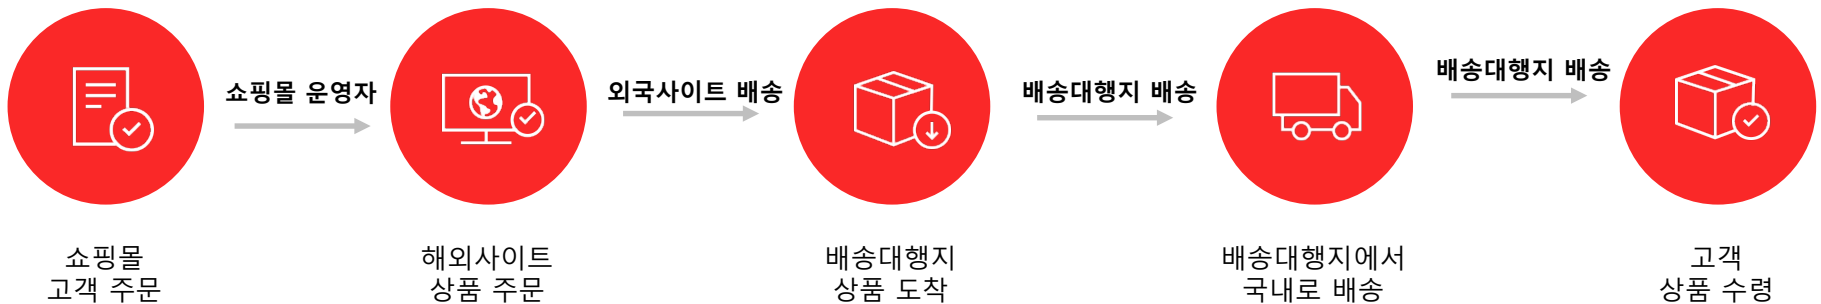 쇼핑몰 운영자
외국사이트 배송
배송대행지 배송
배송대행지 배송
쇼핑몰
고객 주문
해외사이트
상품 주문
배송대행지
상품 도착
배송대행지에서
국내로 배송
고객
상품 수령